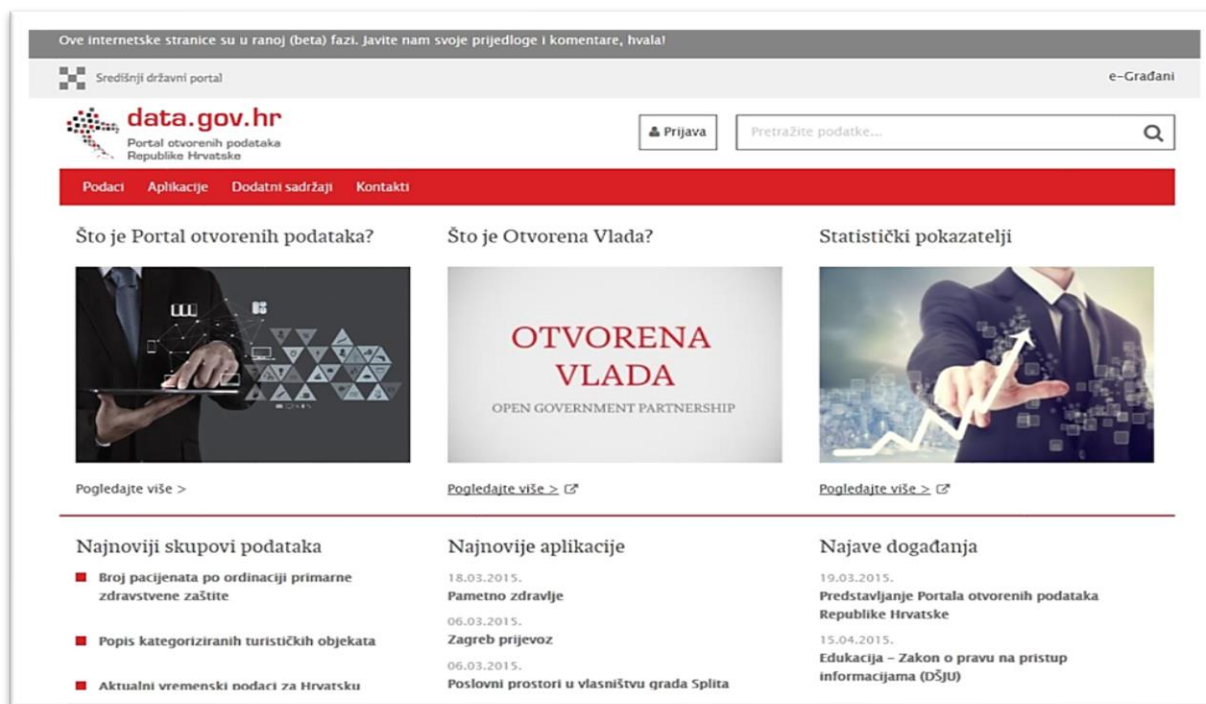 Ove internetske stranice su u ranoj (beta) fazi. Javite nam svoje prijedloge i komentare, hvala!
Središnji državni portal
e-Građani
data.gov.hr
Portal otvorenih podataka
Republike Hrvatske
Prijava
Pretražite podatke...
Podaci Aplikacije Dodatni sadržaji Kontakti
Što je Portal otvorenih podataka?
Pogledajte više >
Što je Otvorena Vlada?
OTVORENA
VLADA
OPEN GOVERNMENT PARTNERSHIP
Pogledajte više >
Statistički pokazatelji
Pogledajte više >
Najnoviji skupovi podataka
Broj pacijenata po ordinaciji primarne
zdravstvene zaštite
Popis kategoriziranih turističkih objekata
Aktualni vremenski podaci za Hrvatsku
Najnovije aplikacije
18.03.2015.
Pametno zdravlje
06.03.2015.
Zagreb prijevoz
06.03.2015.
Poslovni prostori u vlasništvu grada Splita
Najave događanja
19.03.2015.
Predstavljanje Portala otvorenih podataka
Republike Hrvatske
15.04.2015.
Edukacija – Zakon o pravu na pristup
informacijama (DŠJU)